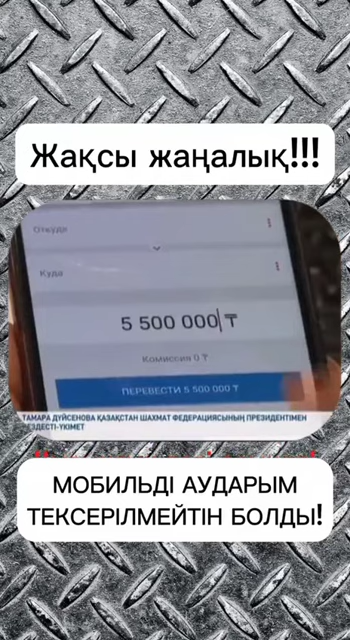 Жақсы жаңалық!!!
Откуда
Куда
5 500 000 ₸
Комиссия 0 ₸
ПЕРЕВЕСТИ 5 500 000 ₸
ТАМАРА ДҮЙСЕНОВА ҚАЗАҚСТАН ШАХМАТ ФЕДЕРАЦИЯСЫНЫҢ ПРЕЗИДЕНТІМЕН
ЕЗДЕСТІ-ҮКІМЕТ
МОБИЛЬДІ АУДАРЫМ
ТЕКСЕРІЛМЕЙТІН БОЛДЫ!